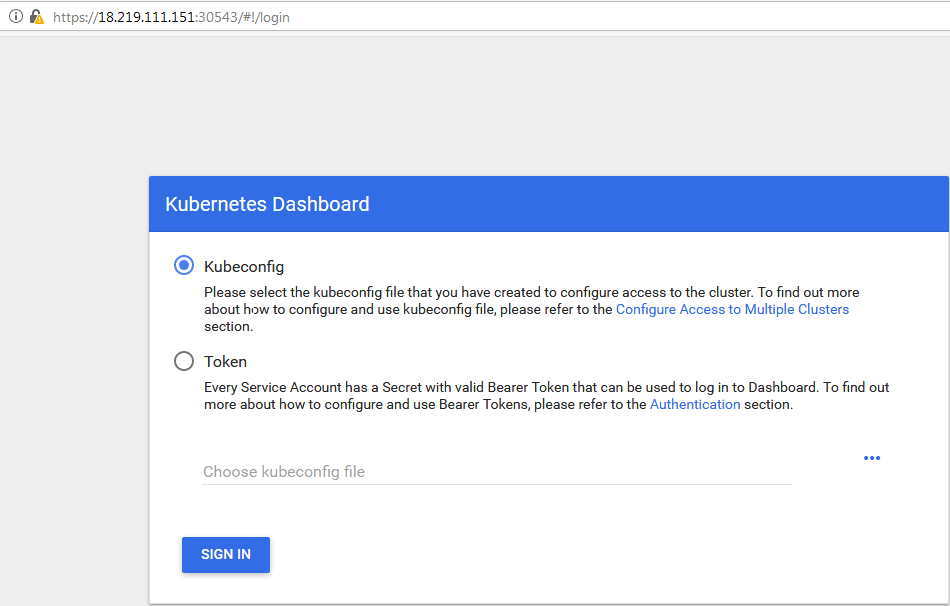 https://18.219.111.151:30543/#!/login
Kubernetes Dashboard
Kubeconfig
Please select the kubeconfig file that you have created to configure access to the cluster. To find out more
about how to configure and use kubeconfig file, please refer to the Configure Access to Multiple Clusters
section.
Token
Every Service Account has a Secret with valid Bearer Token that can be used to log in to Dashboard. To find out
more about how to configure and use Bearer Tokens, please refer to the Authentication section.
Choose kubeconfig file
SIGN IN